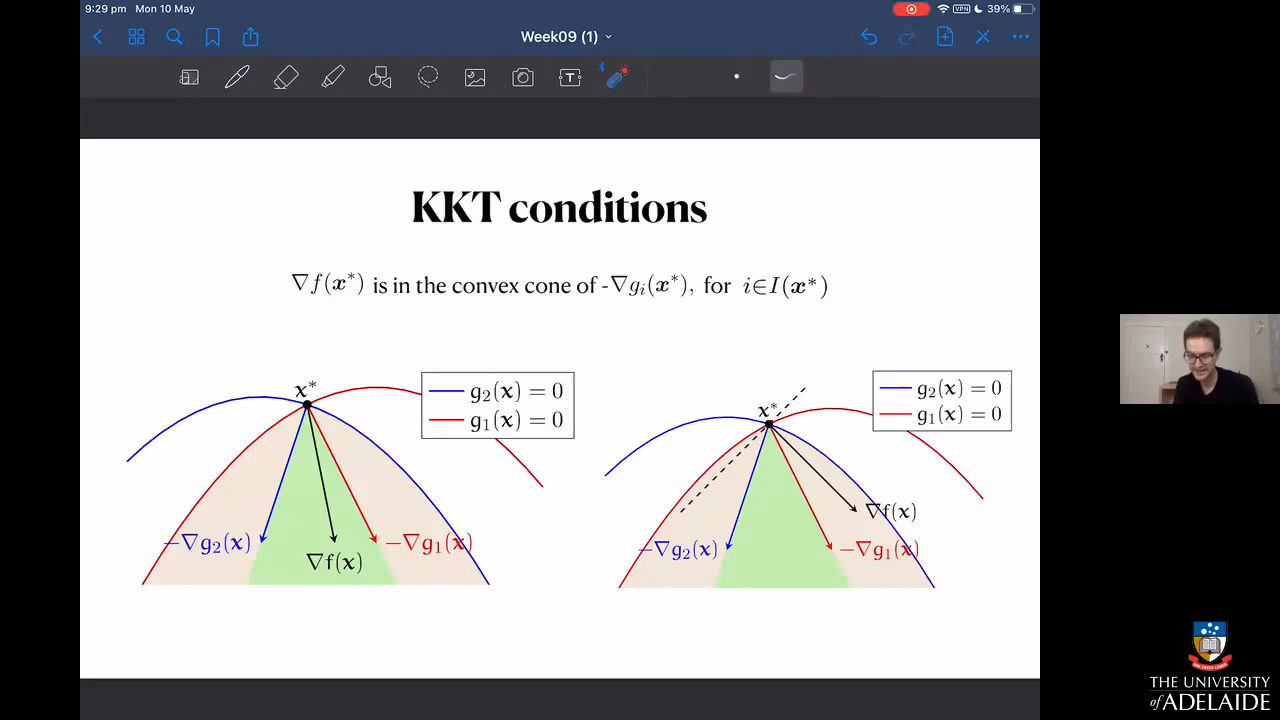 9:29 pm Mon 10 May
VPN 39%
Week09 (1)
T
KKT conditions
∇f(x*) is in the convex cone of -∇gᵢ(x*), for i∈I(x*)
x*
g₂(x) = 0
g₁(x) = 0
−∇g₂(x)
−∇g₁(x)
∇f(x)
x*
g₂(x) = 0
g₁(x) = 0
∇f(x)
−∇g₂(x)
−∇g₁(x)
THE UNIVERSITY
of ADELAIDE